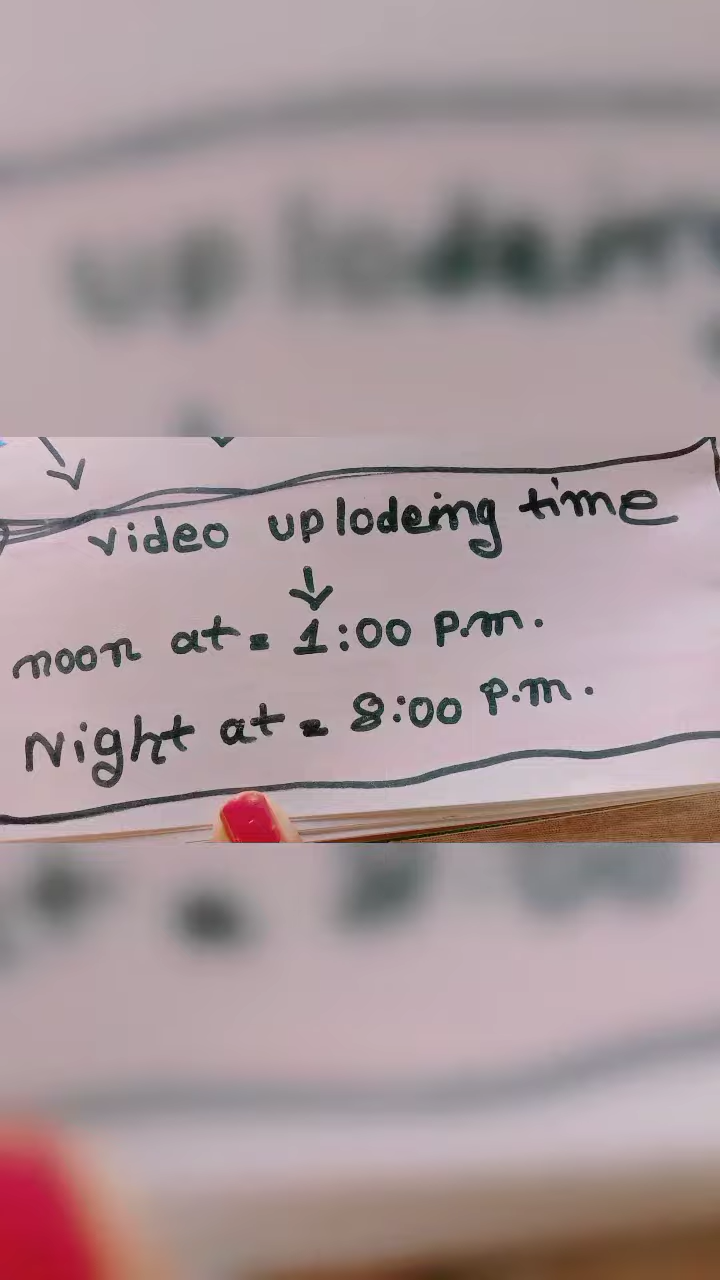 video uplodeing time
noon at = 1:00 p.m.
Night at = 8:00 p.m.